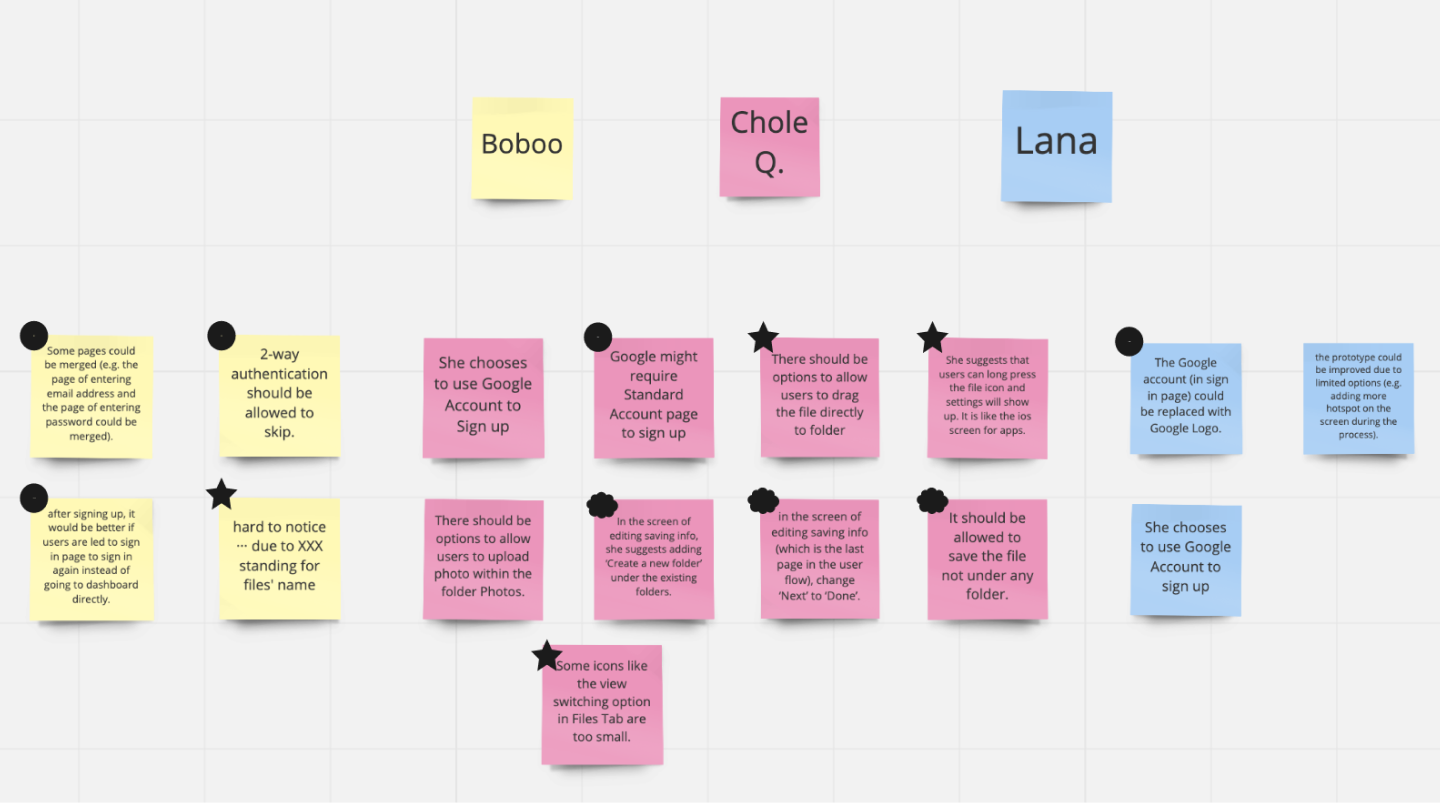 Boboo
Chole
Q.
Lana
Some pages could
be merged (e.g. the
page of entering
email address and
the page of entering
password could be
merged).
2-way
authentication
should be
allowed to
skip.
She chooses
to use Google
Account to
Sign up
Google might
require
Standard
Account page
to sign up
There should be
options to allow
users to drag
the file directly
to folder
She suggests that
users can long press
the file icon and
settings will show
up. It is like the ios
screen for apps.
The Google
account (in sign
in page) could
be replaced with
Google Logo.
the prototype could
be improved due to
limited options (e.g.
adding more
hotspot on the
screen during the
process).
after signing up, it
would be better if
users are led to sign
in page to sign in
again instead of
going to dashboard
directly.
hard to notice
··· due to XXX
standing for
files' name
There should be
options to allow
users to upload
photo within the
folder Photos.
In the screen of
editing saving info,
she suggests adding
‘Create a new folder’
under the existing
folders.
in the screen of
editing saving info
(which is the last
page in the user
flow), change
‘Next’ to ‘Done’.
It should be
allowed to
save the file
not under any
folder.
She chooses
to use Google
Account to
sign up
Some icons like
the view
switching option
in Files Tab are
too small.